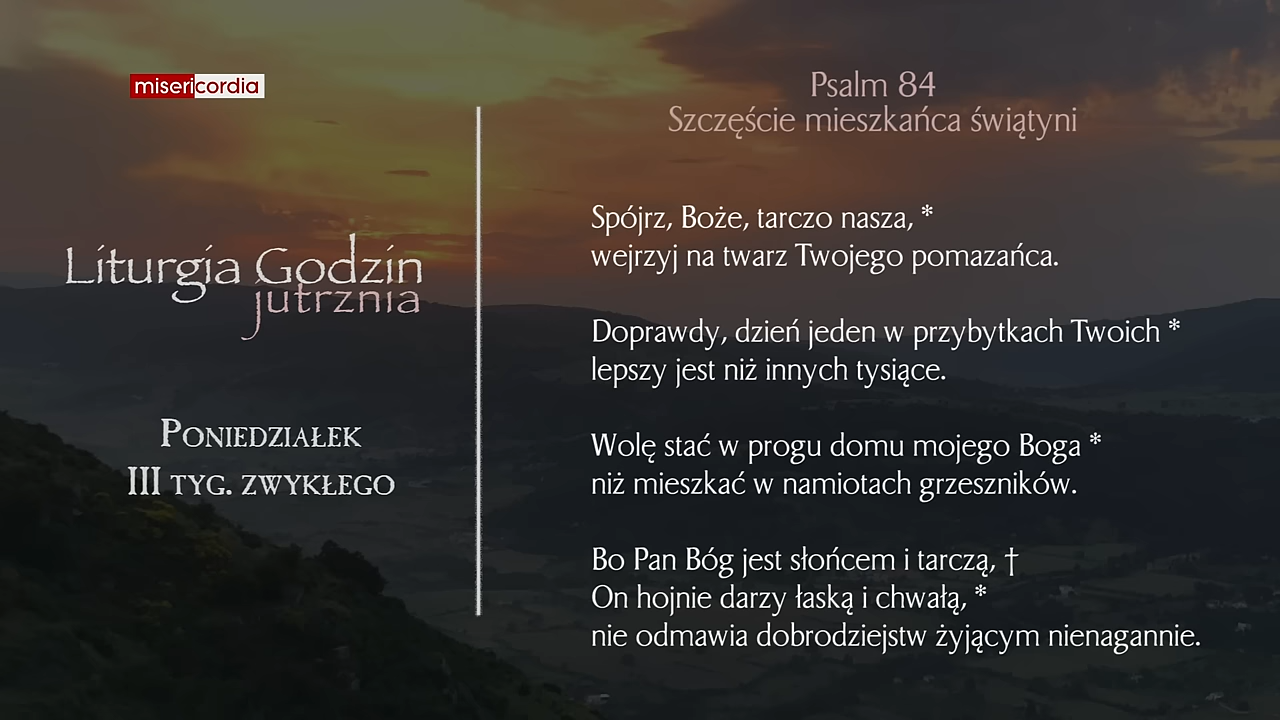 misericordia
Liturgia Godzin
jutrznia
Poniedziałek
III tyg. zwykłego
Psalm 84
Szczęście mieszkańca świątyni
Spójrz, Boże, tarczo nasza, *
wejrzyj na twarz Twojego pomazańca.
Doprawdy, dzień jeden w przybytkach Twoich *
lepszy jest niż innych tysiące.
Wolę stać w progu domu mojego Boga *
niż mieszkać w namiotach grzeszników.
Bo Pan Bóg jest słońcem i tarczą, †
On hojnie darzy łaską i chwałą, *
nie odmawia dobrodziejstw żyjącym nienagannie.